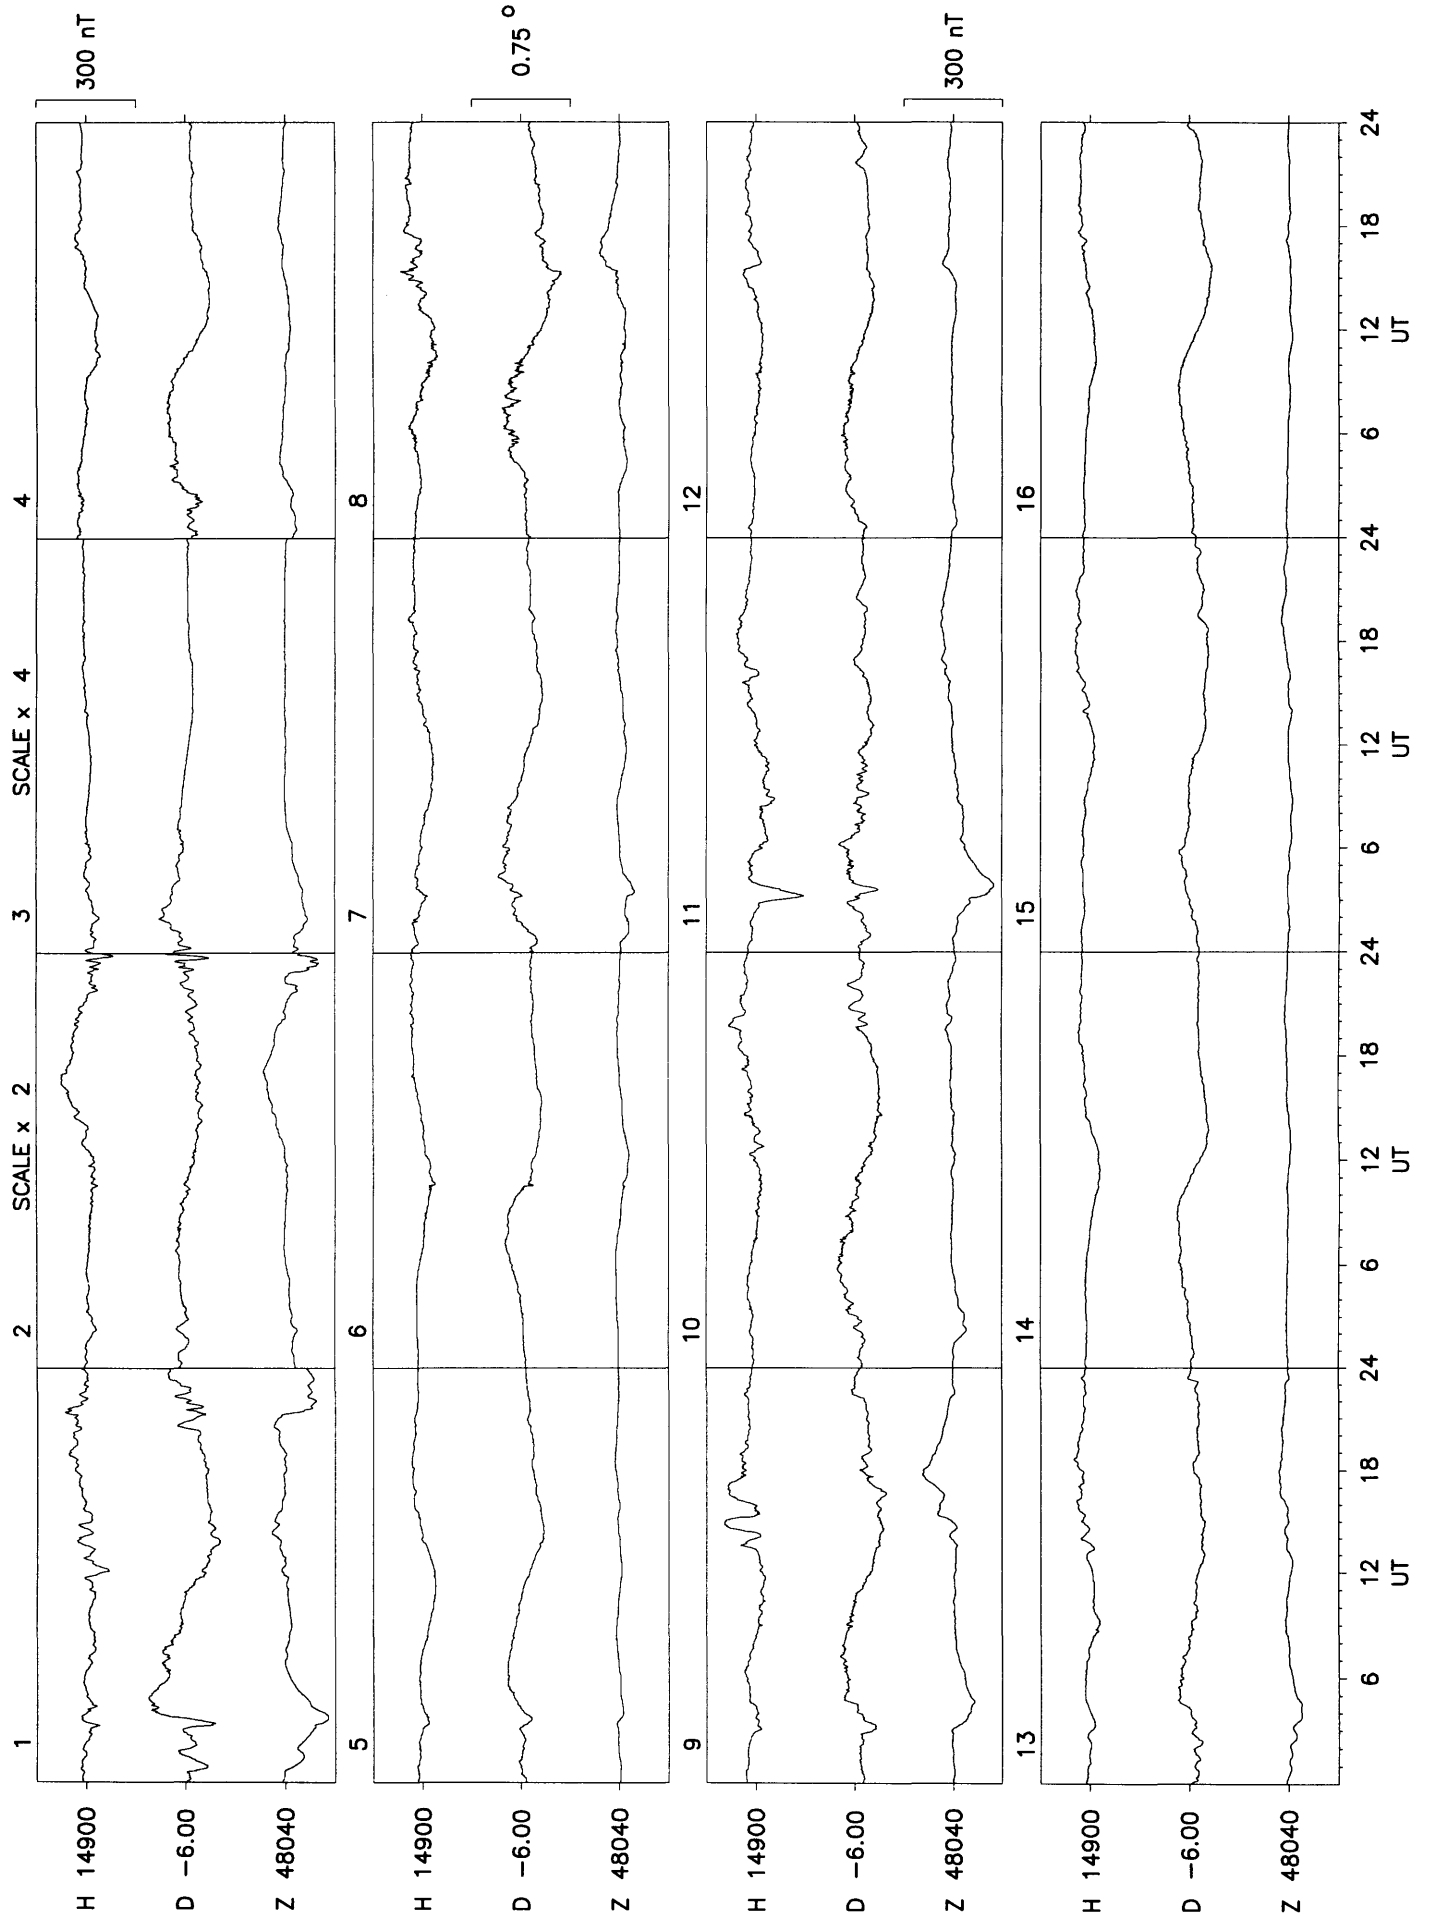 1 2 SCALE x 2 3 SCALE x 4 4
H 14900 300 nT
D -6.00
Z 48040
5 6 7 8
H 14900
D -6.00 0.75 °
Z 48040
9 10 11 12
H 14900
D -6.00
Z 48040 300 nT
13 14 15 16
H 14900
D -6.00
Z 48040
6 12 18 24 6 12 18 24 6 12 18 24 6 12 18 24
UT UT UT UT